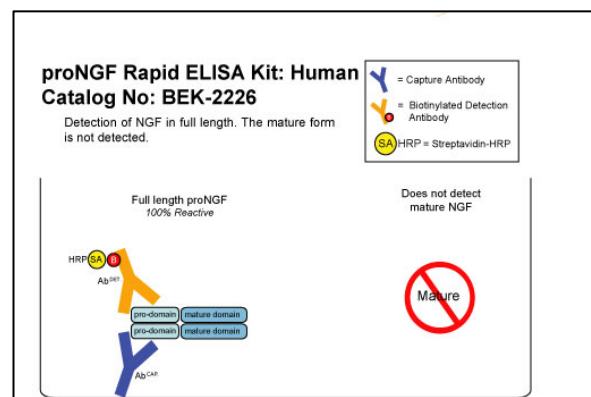 proNGF Rapid ELISA Kit: Human
Catalog No: BEK-2226
Detection of NGF in full length. The mature form
is not detected.
= Capture Antibody
B
= Biotinylated Detection
Antibody
SA HRP = Streptavidin-HRP
Full length proNGF
100% Reactive
Does not detect
mature NGF
HRP SA B
Ab DET.
pro-domain mature domain
pro-domain mature domain
Ab CAP.
Mature